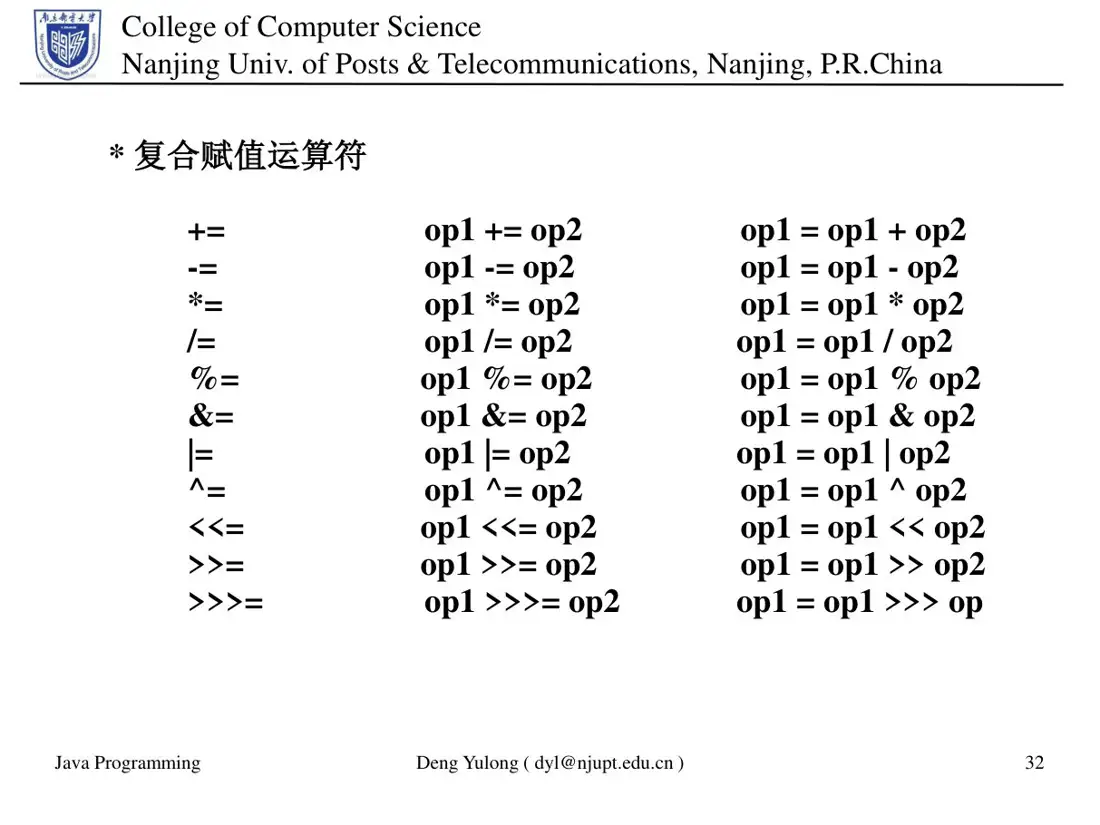 College of Computer Science
Nanjing Univ. of Posts & Telecommunications, Nanjing, P.R.China
* 复合赋值运算符
+= op1 += op2 op1 = op1 + op2
-= op1 -= op2 op1 = op1 - op2
*= op1 *= op2 op1 = op1 * op2
/= op1 /= op2 op1 = op1 / op2
%= op1 %= op2 op1 = op1 % op2
&= op1 &= op2 op1 = op1 & op2
|= op1 |= op2 op1 = op1 | op2
^= op1 ^= op2 op1 = op1 ^ op2
<<= op1 <<= op2 op1 = op1 << op2
>>= op1 >>= op2 op1 = op1 >> op2
>>>= op1 >>>= op2 op1 = op1 >>> op
Java Programming Deng Yulong ( dyl@njupt.edu.cn ) 32